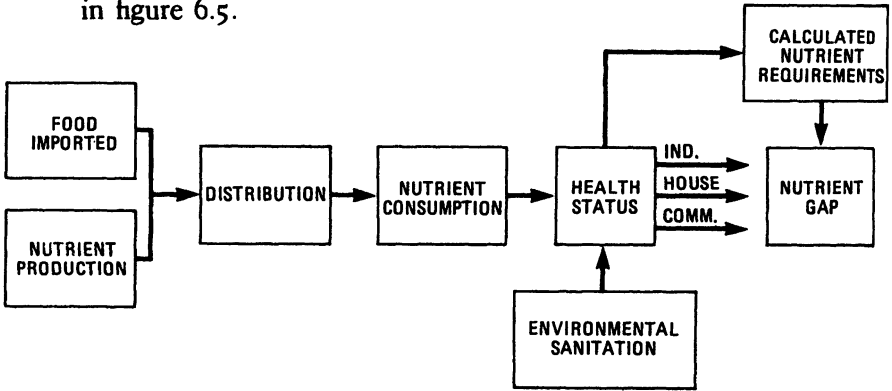 in figure 6.5.
CALCULATED
NUTRIENT
REQUIREMENTS
FOOD
IMPORTED
NUTRIENT
PRODUCTION
DISTRIBUTION
NUTRIENT
CONSUMPTION
HEALTH
STATUS
IND.
HOUSE
COMM.
NUTRIENT
GAP
ENVIRONMENTAL
SANITATION